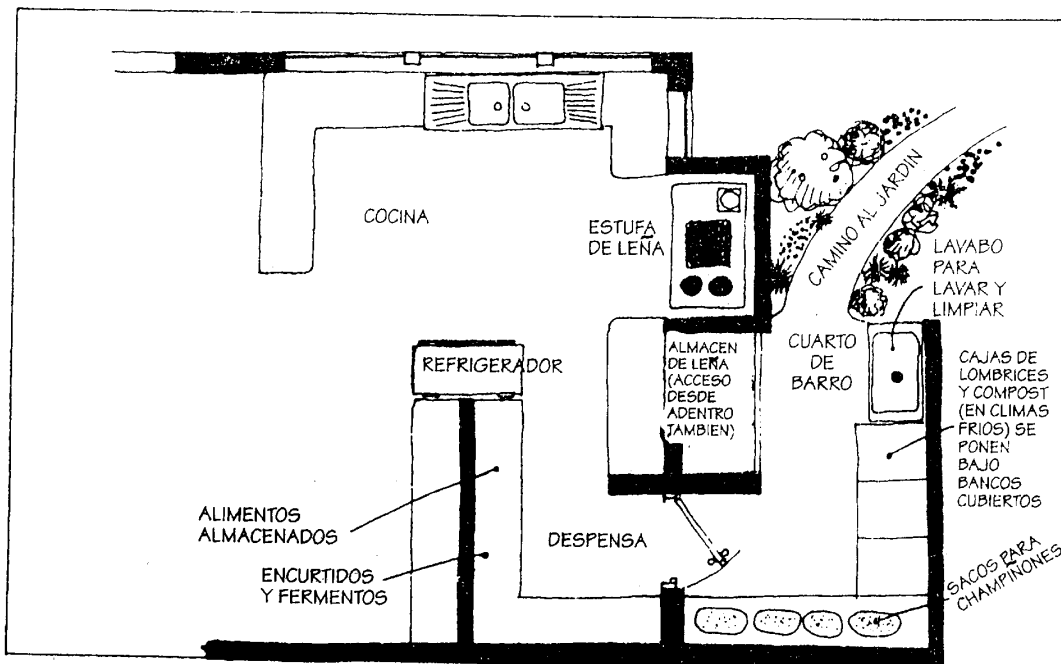 COCINA
ESTUFA
DE LEÑA
CAMINO AL JARDIN
LAVABO
PARA
LAVAR Y
LIMPIAR
REFRIGERADOR
ALMACEN
DE LEÑA
(ACCESO
DESDE
ADENTRO
TAMBIEN)
CUARTO
DE
BARRO
CAJAS DE
LOMBRICES
Y COMPOST
(EN CLIMAS
FRIOS) SE
PONEN
BAJO
BANCOS
CUBIERTOS
ALIMENTOS
ALMACENADOS
DESPENSA
ENCURTIDOS
Y FERMENTOS
SACOS PARA
CHAMPIÑONES